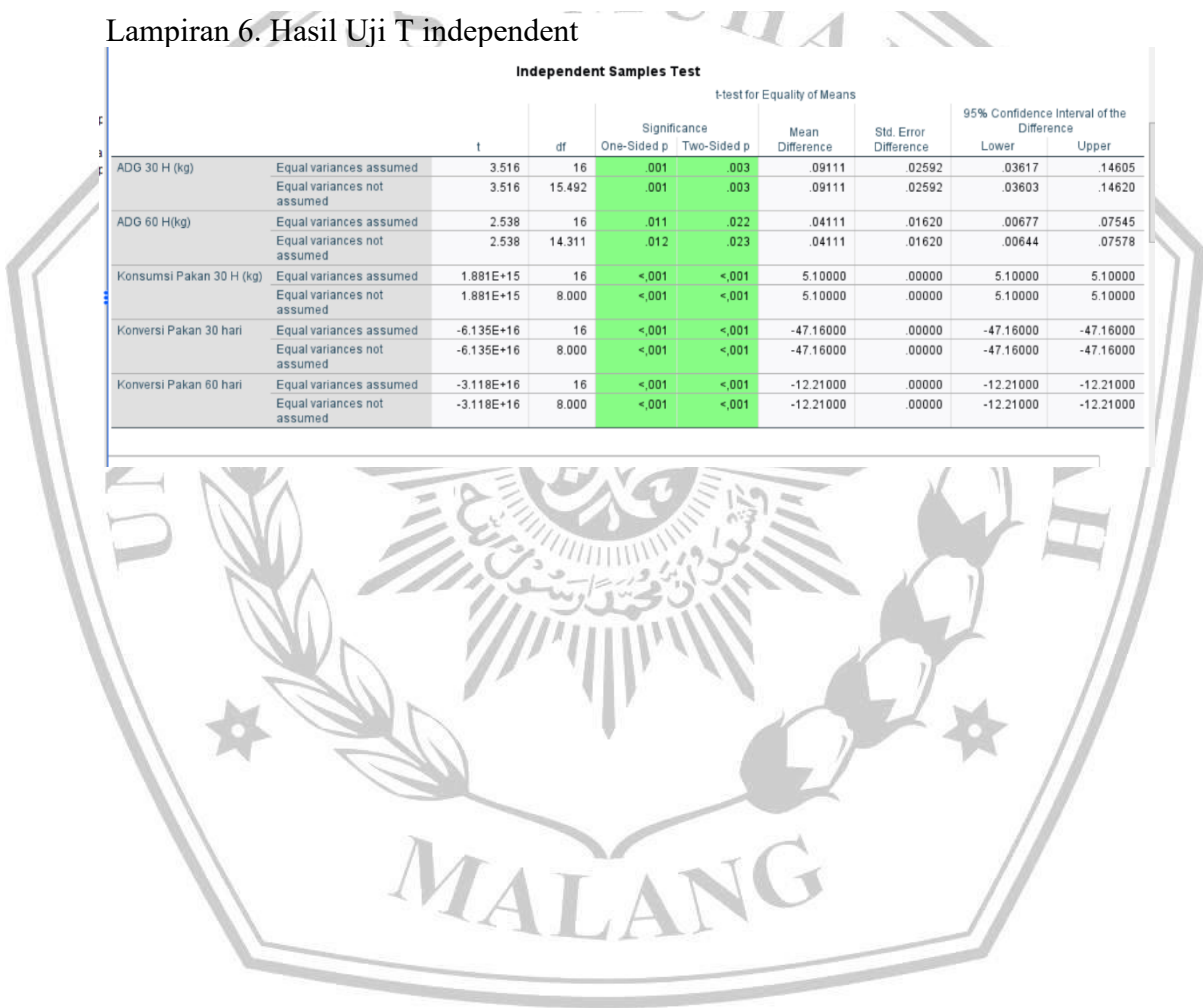 Lampiran 6. Hasil Uji T independent
Independent Samples Test
t-test for Equality of Means
Significance Mean Std. Error 95% Confidence Interval of the
t df One-Sided p Two-Sided p Difference Difference Difference Lower Upper
ADG 30 H (kg) Equal variances assumed 3.516 16 .001 .003 .09111 .02592 .03617 .14605
Equal variances not assumed 3.516 15.492 .001 .003 .09111 .02592 .03603 .14620
ADG 60 H(kg) Equal variances assumed 2.538 16 .011 .022 .04111 .01620 .00677 .07545
Equal variances not assumed 2.538 14.311 .012 .023 .04111 .01620 .00644 .07578
Konsumsi Pakan 30 H (kg) Equal variances assumed 1.881E+15 16 <,001 <,001 5.10000 .00000 5.10000 5.10000
Equal variances not assumed 1.881E+15 8.000 <,001 <,001 5.10000 .00000 5.10000 5.10000
Konversi Pakan 30 hari Equal variances assumed -6.135E+16 16 <,001 <,001 -47.16000 .00000 -47.16000 -47.16000
Equal variances not assumed -6.135E+16 8.000 <,001 <,001 -47.16000 .00000 -47.16000 -47.16000
Konversi Pakan 60 hari Equal variances assumed -3.118E+16 16 <,001 <,001 -12.21000 .00000 -12.21000 -12.21000
Equal variances not assumed -3.118E+16 8.000 <,001 <,001 -12.21000 .00000 -12.21000 -12.21000
MALANG